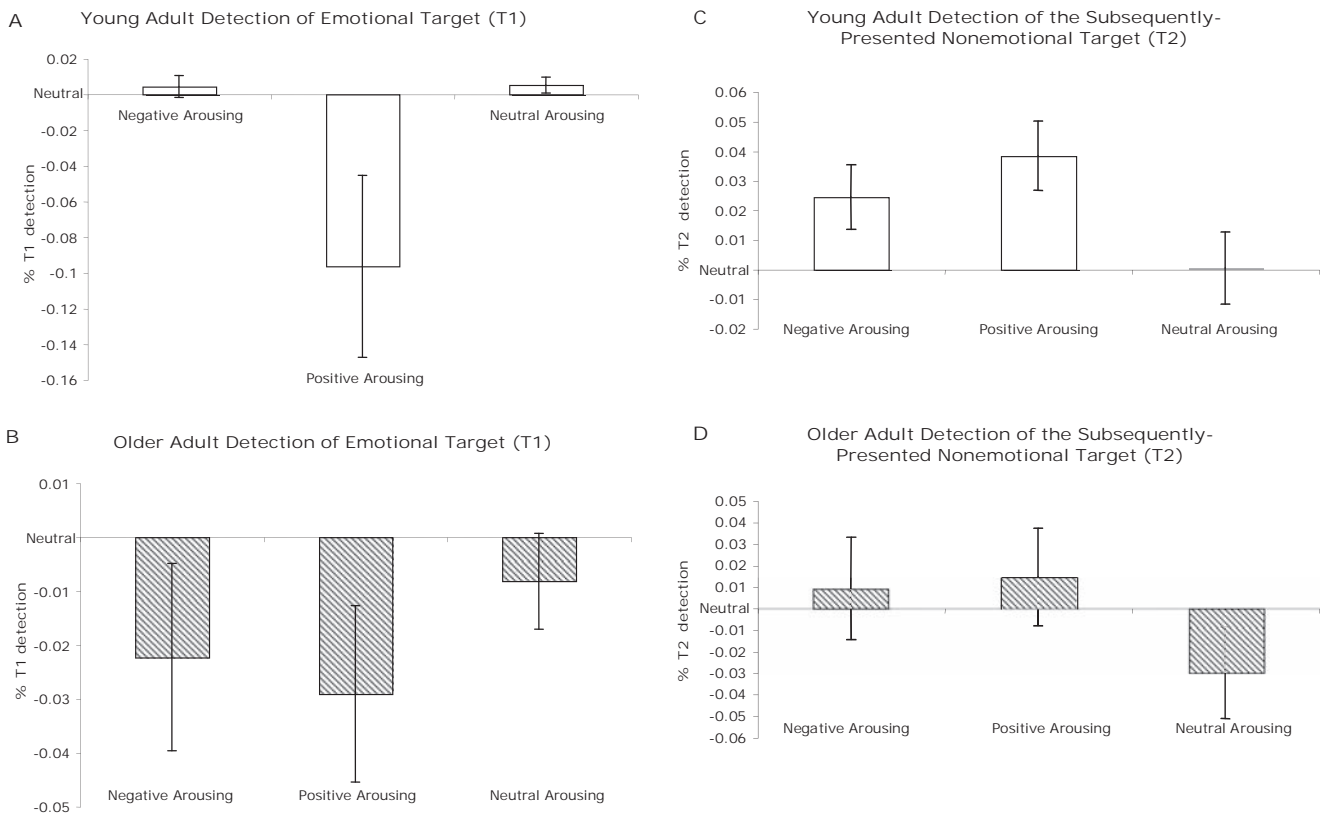 A
Young Adult Detection of Emotional Target (T1)
% T1 detection
0.02
Neutral
-0.02
-0.04
-0.06
-0.08
-0.1
-0.12
-0.14
-0.16
Negative Arousing
Positive Arousing
Neutral Arousing
B
Older Adult Detection of Emotional Target (T1)
% T1 detection
0.01
Neutral
-0.01
-0.02
-0.03
-0.04
-0.05
Negative Arousing
Positive Arousing
Neutral Arousing
C
Young Adult Detection of the Subsequently-
Presented Nonemotional Target (T2)
% T2 detection
0.06
0.05
0.04
0.03
0.02
0.01
Neutral
-0.01
-0.02
Negative Arousing
Positive Arousing
Neutral Arousing
D
Older Adult Detection of the Subsequently-
Presented Nonemotional Target (T2)
% T2 detection
0.05
0.04
0.03
0.02
0.01
Neutral
-0.01
-0.02
-0.03
-0.04
-0.05
-0.06
Negative Arousing
Positive Arousing
Neutral Arousing